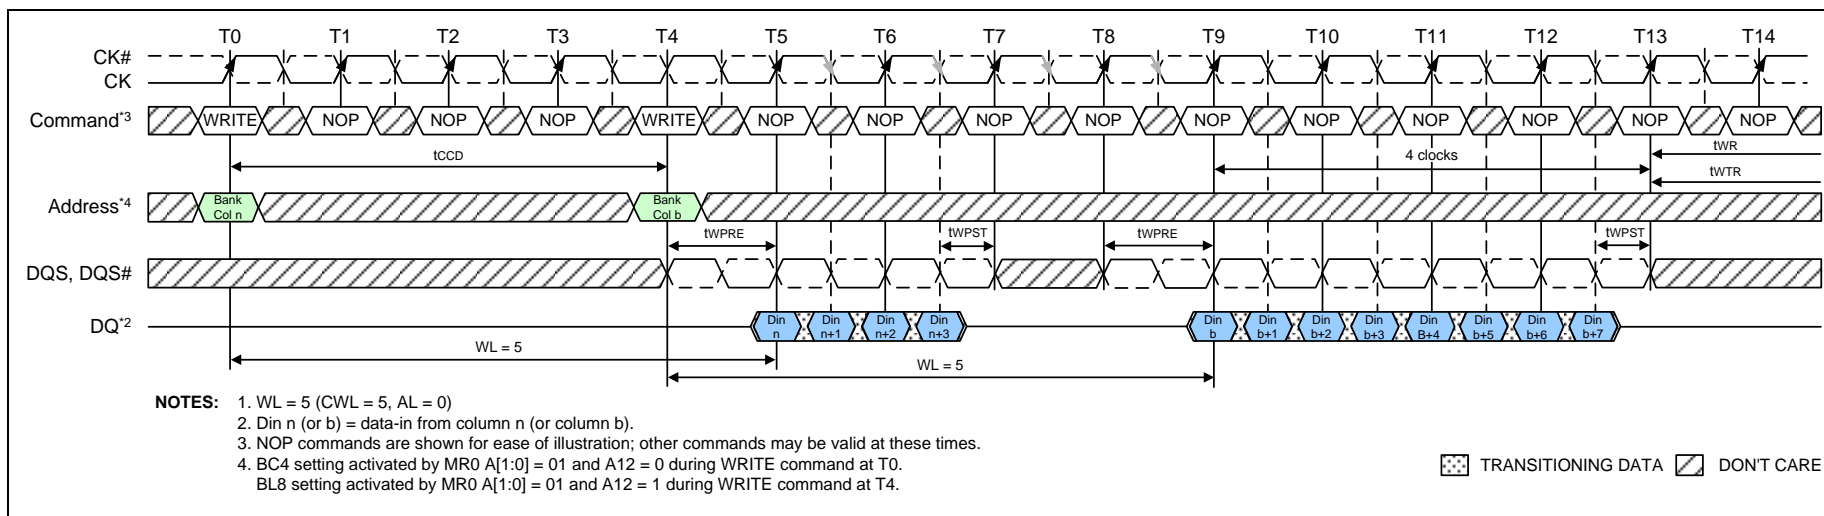 T0 T1 T2 T3 T4 T5 T6 T7 T8 T9 T10 T11 T12 T13 T14
CK#
CK
Command*3 WRITE NOP NOP NOP WRITE NOP NOP NOP NOP NOP NOP NOP NOP NOP NOP
tCCD 4 clocks tWR
tWTR
Address*4 Bank Col n Bank Col b
tWPRE tWPST tWPRE tWPST
DQS, DQS#
DQ*2 Din n Din n+1 Din n+2 Din n+3 Din b Din b+1 Din b+2 Din b+3 Din B+4 Din b+5 Din b+6 Din b+7
WL = 5
WL = 5
NOTES: 1. WL = 5 (CWL = 5, AL = 0)
2. Din n (or b) = data-in from column n (or column b).
3. NOP commands are shown for ease of illustration; other commands may be valid at these times.
4. BC4 setting activated by MR0 A[1:0] = 01 and A12 = 0 during WRITE command at T0.
BL8 setting activated by MR0 A[1:0] = 01 and A12 = 1 during WRITE command at T4.
TRANSITIONING DATA DON'T CARE